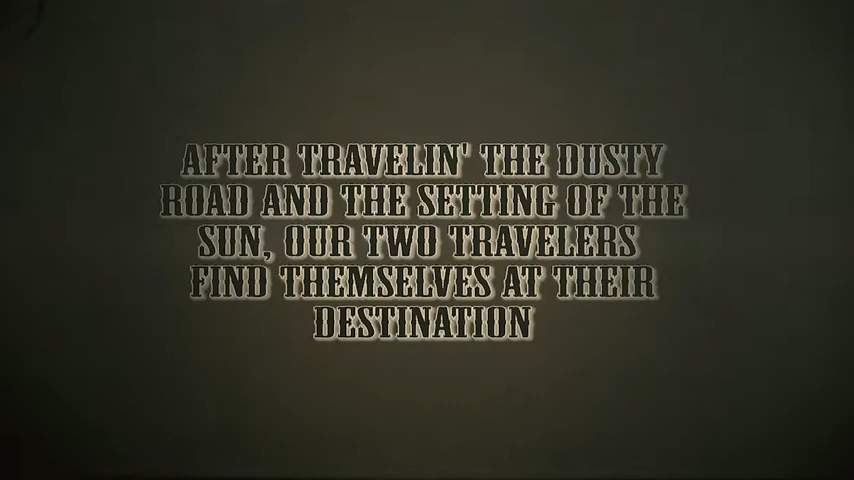 AFTER TRAVELIN' THE DUSTY
ROAD AND THE SETTING OF THE
SUN, OUR TWO TRAVELERS
FIND THEMSELVES AT THEIR
DESTINATION